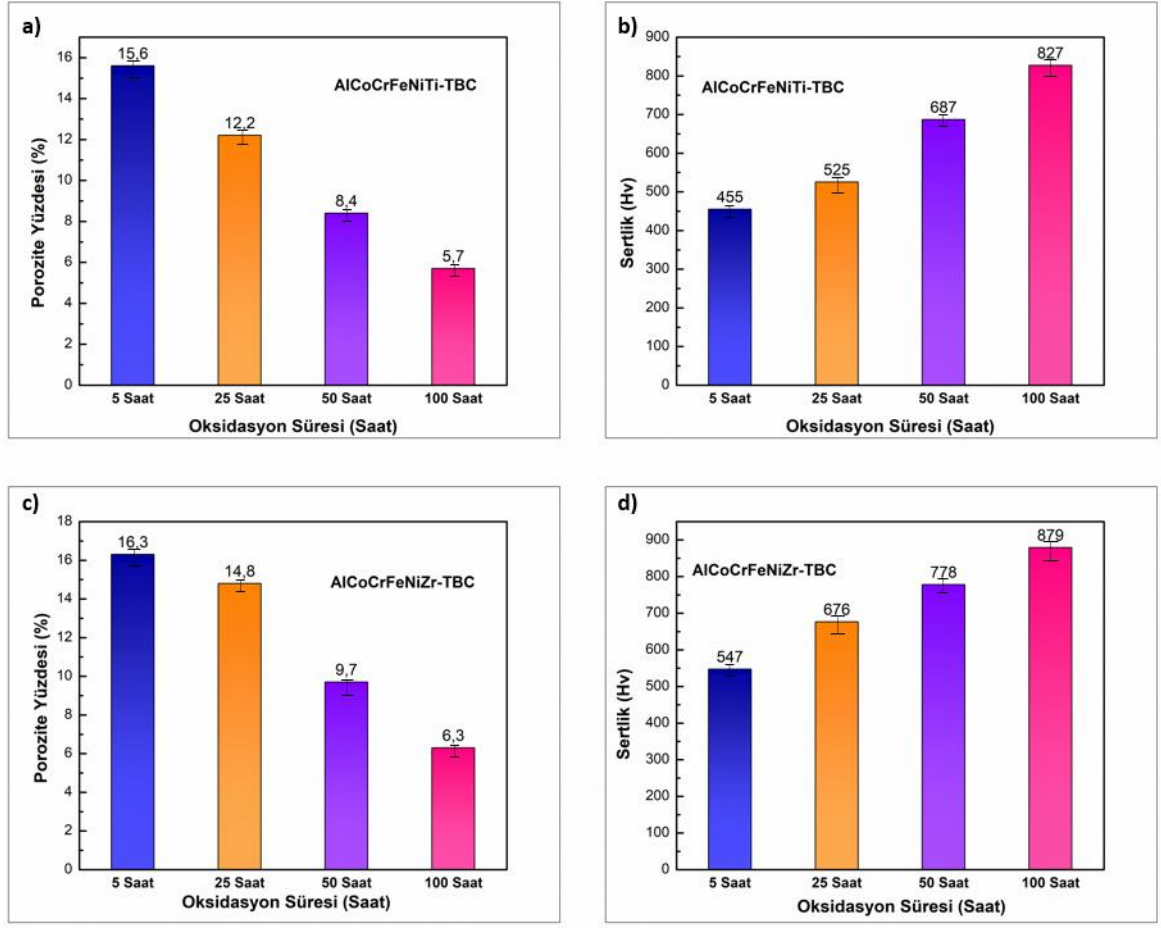 a)
AlCoCrFeNiTi-TBC
Porozite Yüzdesi (%)
16
14
12
10
8
6
4
2
0
15,6
12,2
8,4
5,7
5 Saat
25 Saat
50 Saat
100 Saat
Oksidasyon Süresi (Saat)
b)
AlCoCrFeNiTi-TBC
Sertlik (Hv)
900
800
700
600
500
400
300
200
100
0
455
525
687
827
5 Saat
25 Saat
50 Saat
100 Saat
Oksidasyon Süresi (Saat)
c)
AlCoCrFeNiZr-TBC
Porozite Yüzdesi (%)
18
16
14
12
10
8
6
4
2
0
16,3
14,8
9,7
6,3
5 Saat
25 Saat
50 Saat
100 Saat
Oksidasyon Süresi (Saat)
d)
AlCoCrFeNiZr-TBC
Sertlik (Hv)
900
800
700
600
500
400
300
200
100
0
547
676
778
879
5 Saat
25 Saat
50 Saat
100 Saat
Oksidasyon Süresi (Saat)